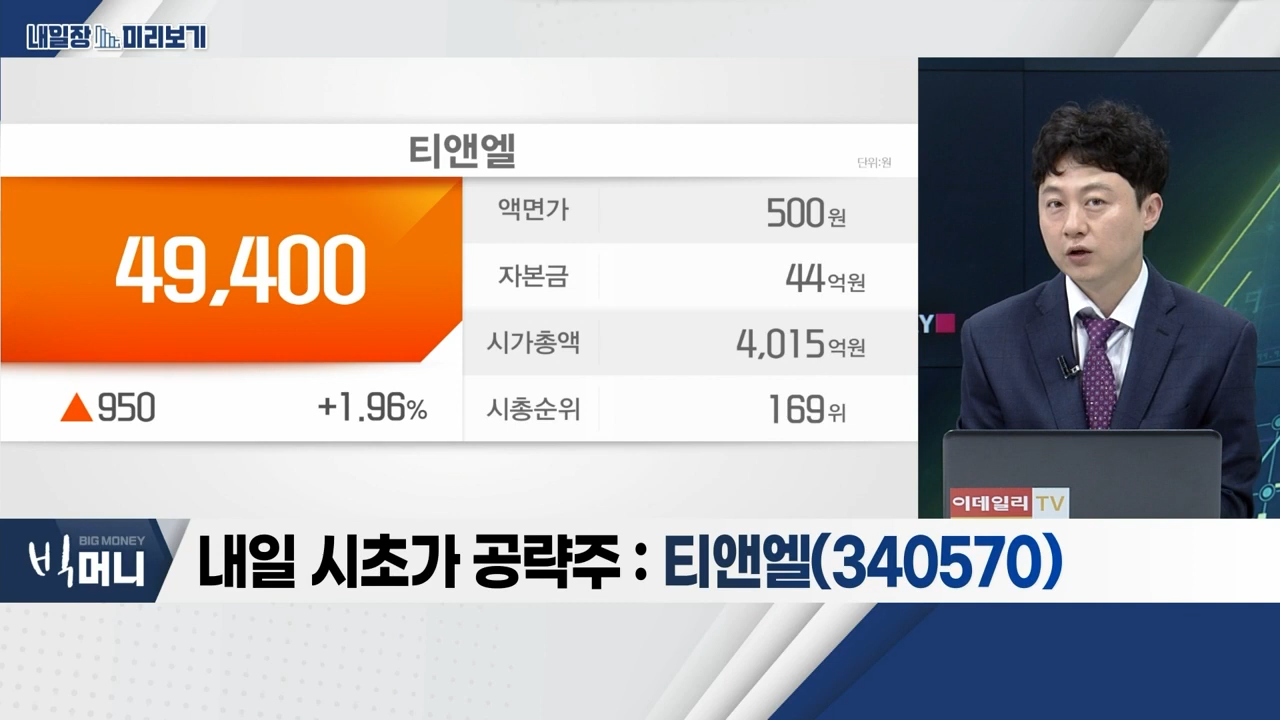 내일장 미리보기
티앤엘
단위:원
49,400
▲950 +1.96%
액면가 500원
자본금 44억원
시가총액 4,015억원
시총순위 169위
Y
이데일리 TV
빅머니 BIG MONEY
내일 시초가 공략주 : 티앤엘(340570)